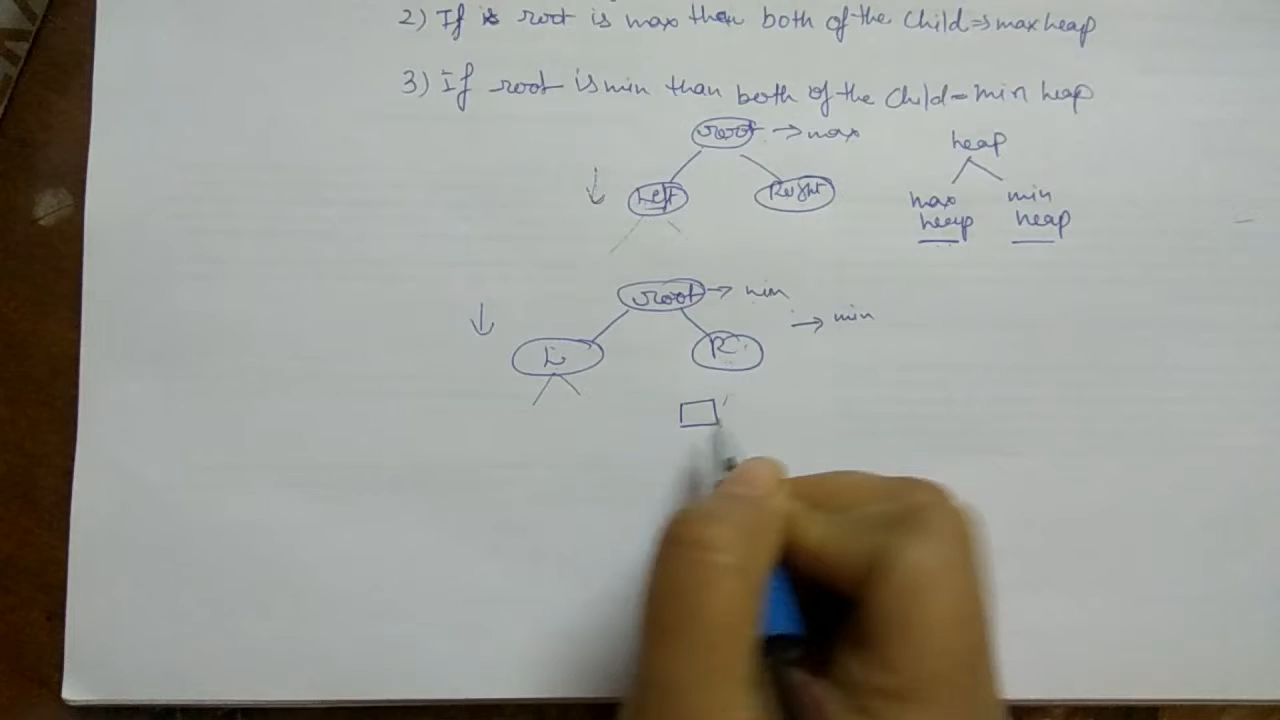 2) If root is max than both of the Child=s max heap
3) If root is min than both of the Child = min heap
root → max
heap
Left Right
max heap
min heap
root → min
→ min
L RC